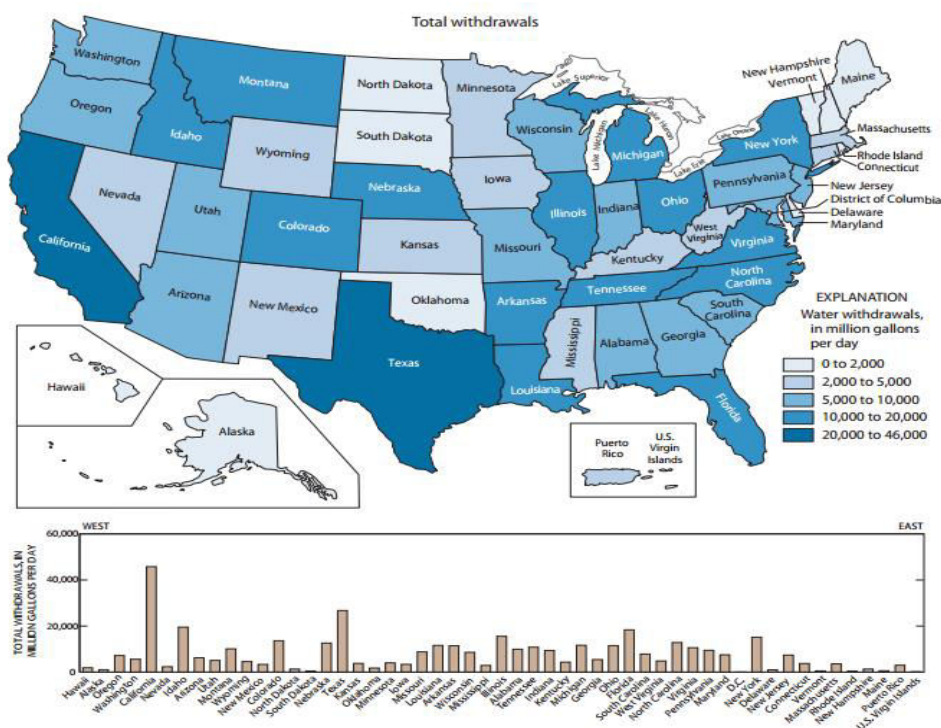 Total withdrawals
Washington
Oregon
California
Nevada
Idaho
Montana
Wyoming
Utah
Arizona
Colorado
New Mexico
North Dakota
South Dakota
Nebraska
Kansas
Oklahoma
Texas
Minnesota
Iowa
Missouri
Arkansas
Louisiana
Wisconsin
Illinois
Michigan
Indiana
Ohio
Kentucky
Tennessee
Mississippi
Alabama
Georgia
Florida
South
Carolina
North
Carolina
Virginia
West
Virginia
Pennsylvania
New York
Maine
New Hampshire
Vermont
Massachusetts
Rhode Island
Connecticut
New Jersey
District of Columbia
Delaware
Maryland
Lake Superior
Lake Michigan
Lake Huron
Lake Erie
Lake Ontario
Hawaii
Alaska
Puerto
Rico
U.S.
Virgin
Islands
EXPLANATION
Water withdrawals,
in million gallons
per day
0 to 2,000
2,000 to 5,000
5,000 to 10,000
10,000 to 20,000
20,000 to 46,000
WEST
EAST
TOTAL WITHDRAWALS, IN
MILLION GALLONS PER DAY
60,000
40,000
20,000
0
Hawaii
Alaska
Oregon
Washington
California
Nevada
Idaho
Arizona
Utah
Montana
Wyoming
New Mexico
Colorado
North Dakota
South Dakota
Nebraska
Texas
Kansas
Oklahoma
Minnesota
Iowa
Missouri
Louisiana
Arkansas
Wisconsin
Mississippi
Illinois
Alabama
Tennessee
Indiana
Kentucky
Michigan
Georgia
Ohio
Florida
South Carolina
West Virginia
North Carolina
Virginia
Pennsylvania
Maryland
D.C.
New York
Delaware
New Jersey
Connecticut
Vermont
Massachusetts
Rhode Island
New Hampshire
Maine
Puerto Rico
U.S. Virgin Islands